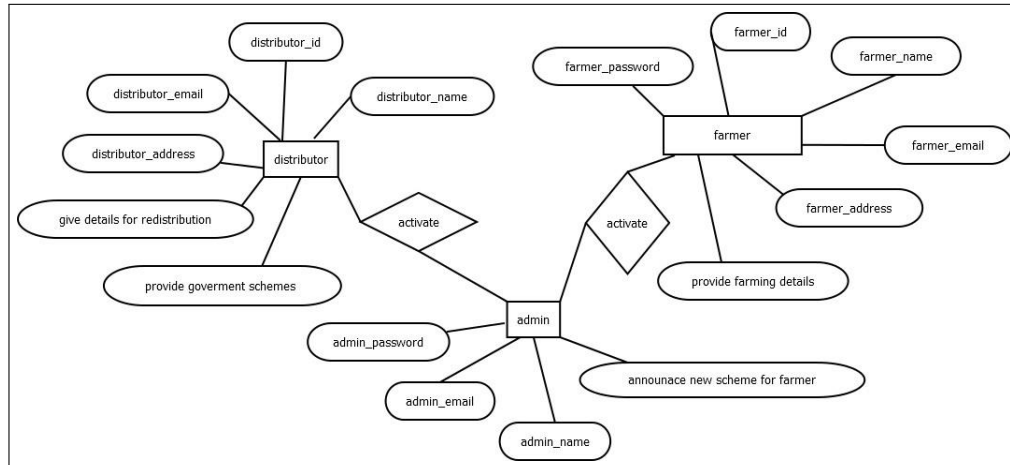 distributor_id
distributor_email
distributor_name
distributor_address
distributor
give details for redistribution
provide goverment schemes
activate
farmer_id
farmer_password
farmer_name
farmer
farmer_email
farmer_address
activate
provide farming details
admin
admin_password
admin_email
admin_name
announace new scheme for farmer